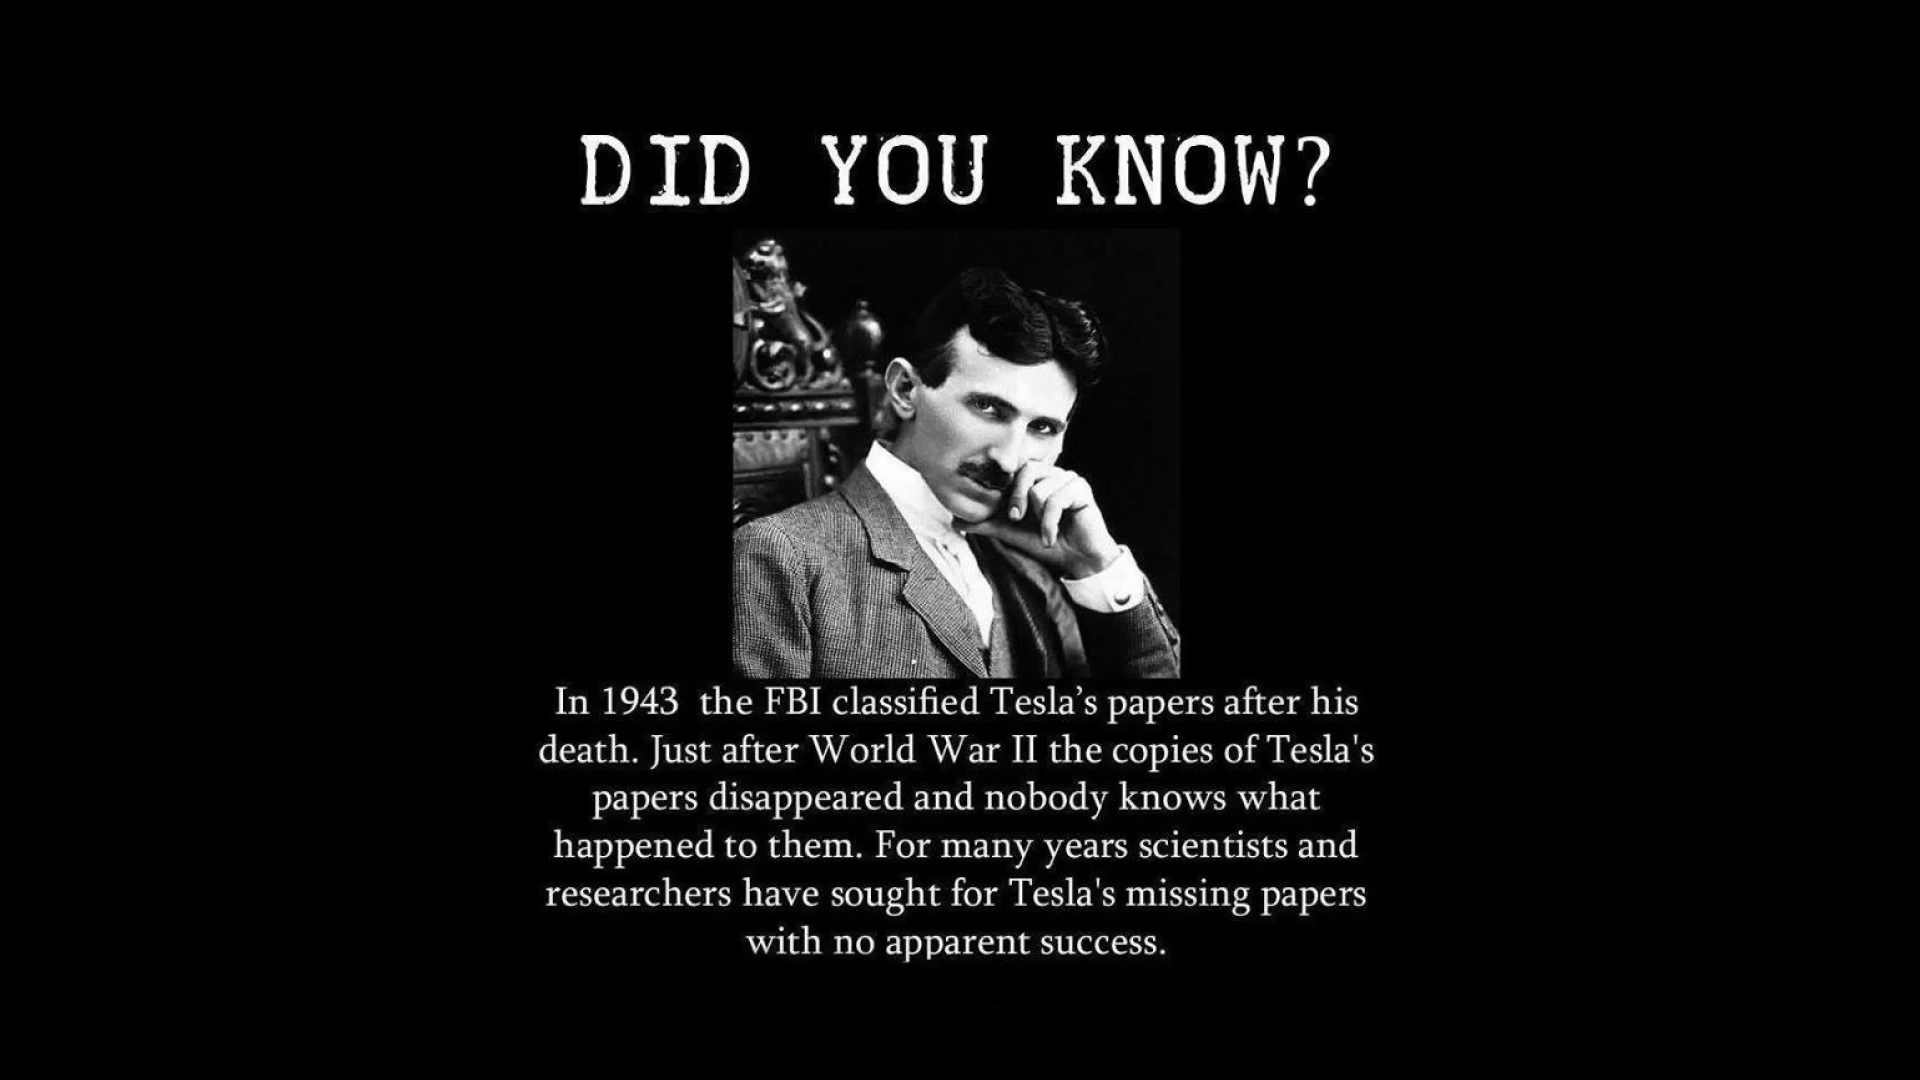 DID YOU KNOW?
In 1943  the FBI classified Tesla’s papers after his
death. Just after World War II the copies of Tesla's
papers disappeared and nobody knows what
happened to them. For many years scientists and
researchers have sought for Tesla's missing papers
with no apparent success.